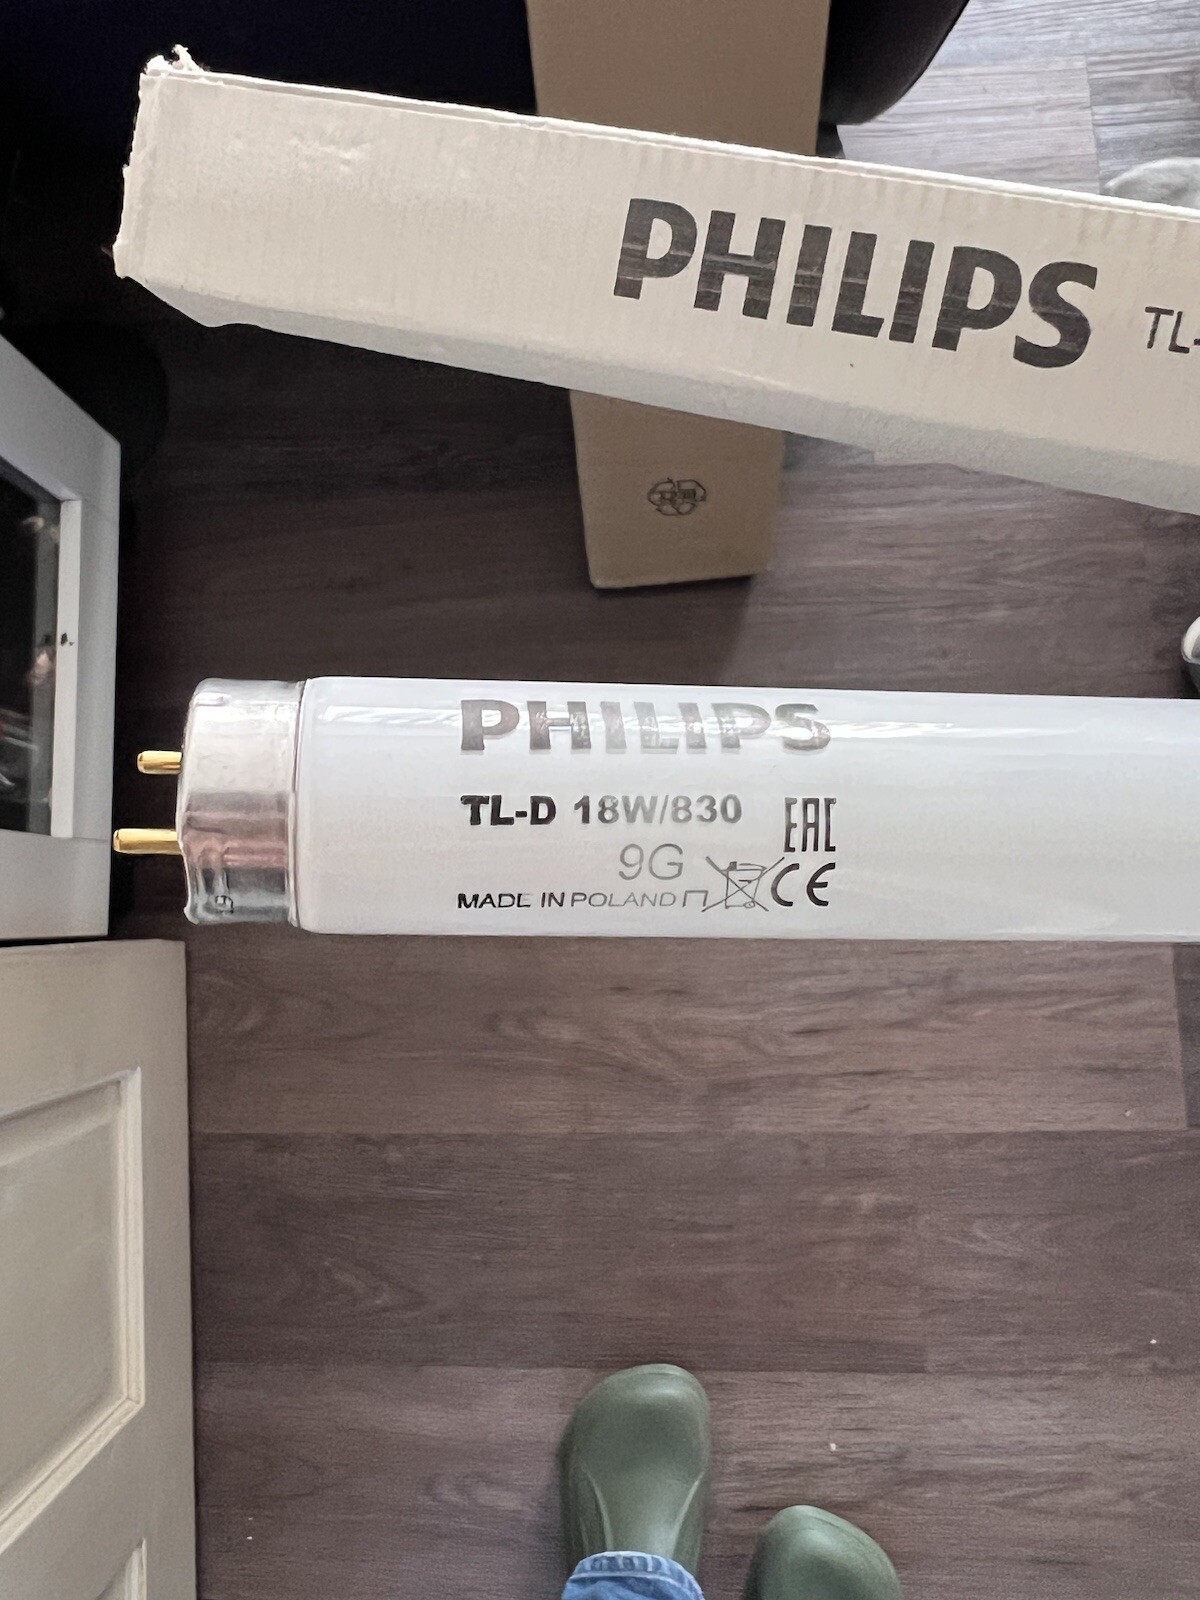 PHILIPS TL-
PHILIPS
TL-D 18W/830
EAC
9G
CE
MADE IN POLAND